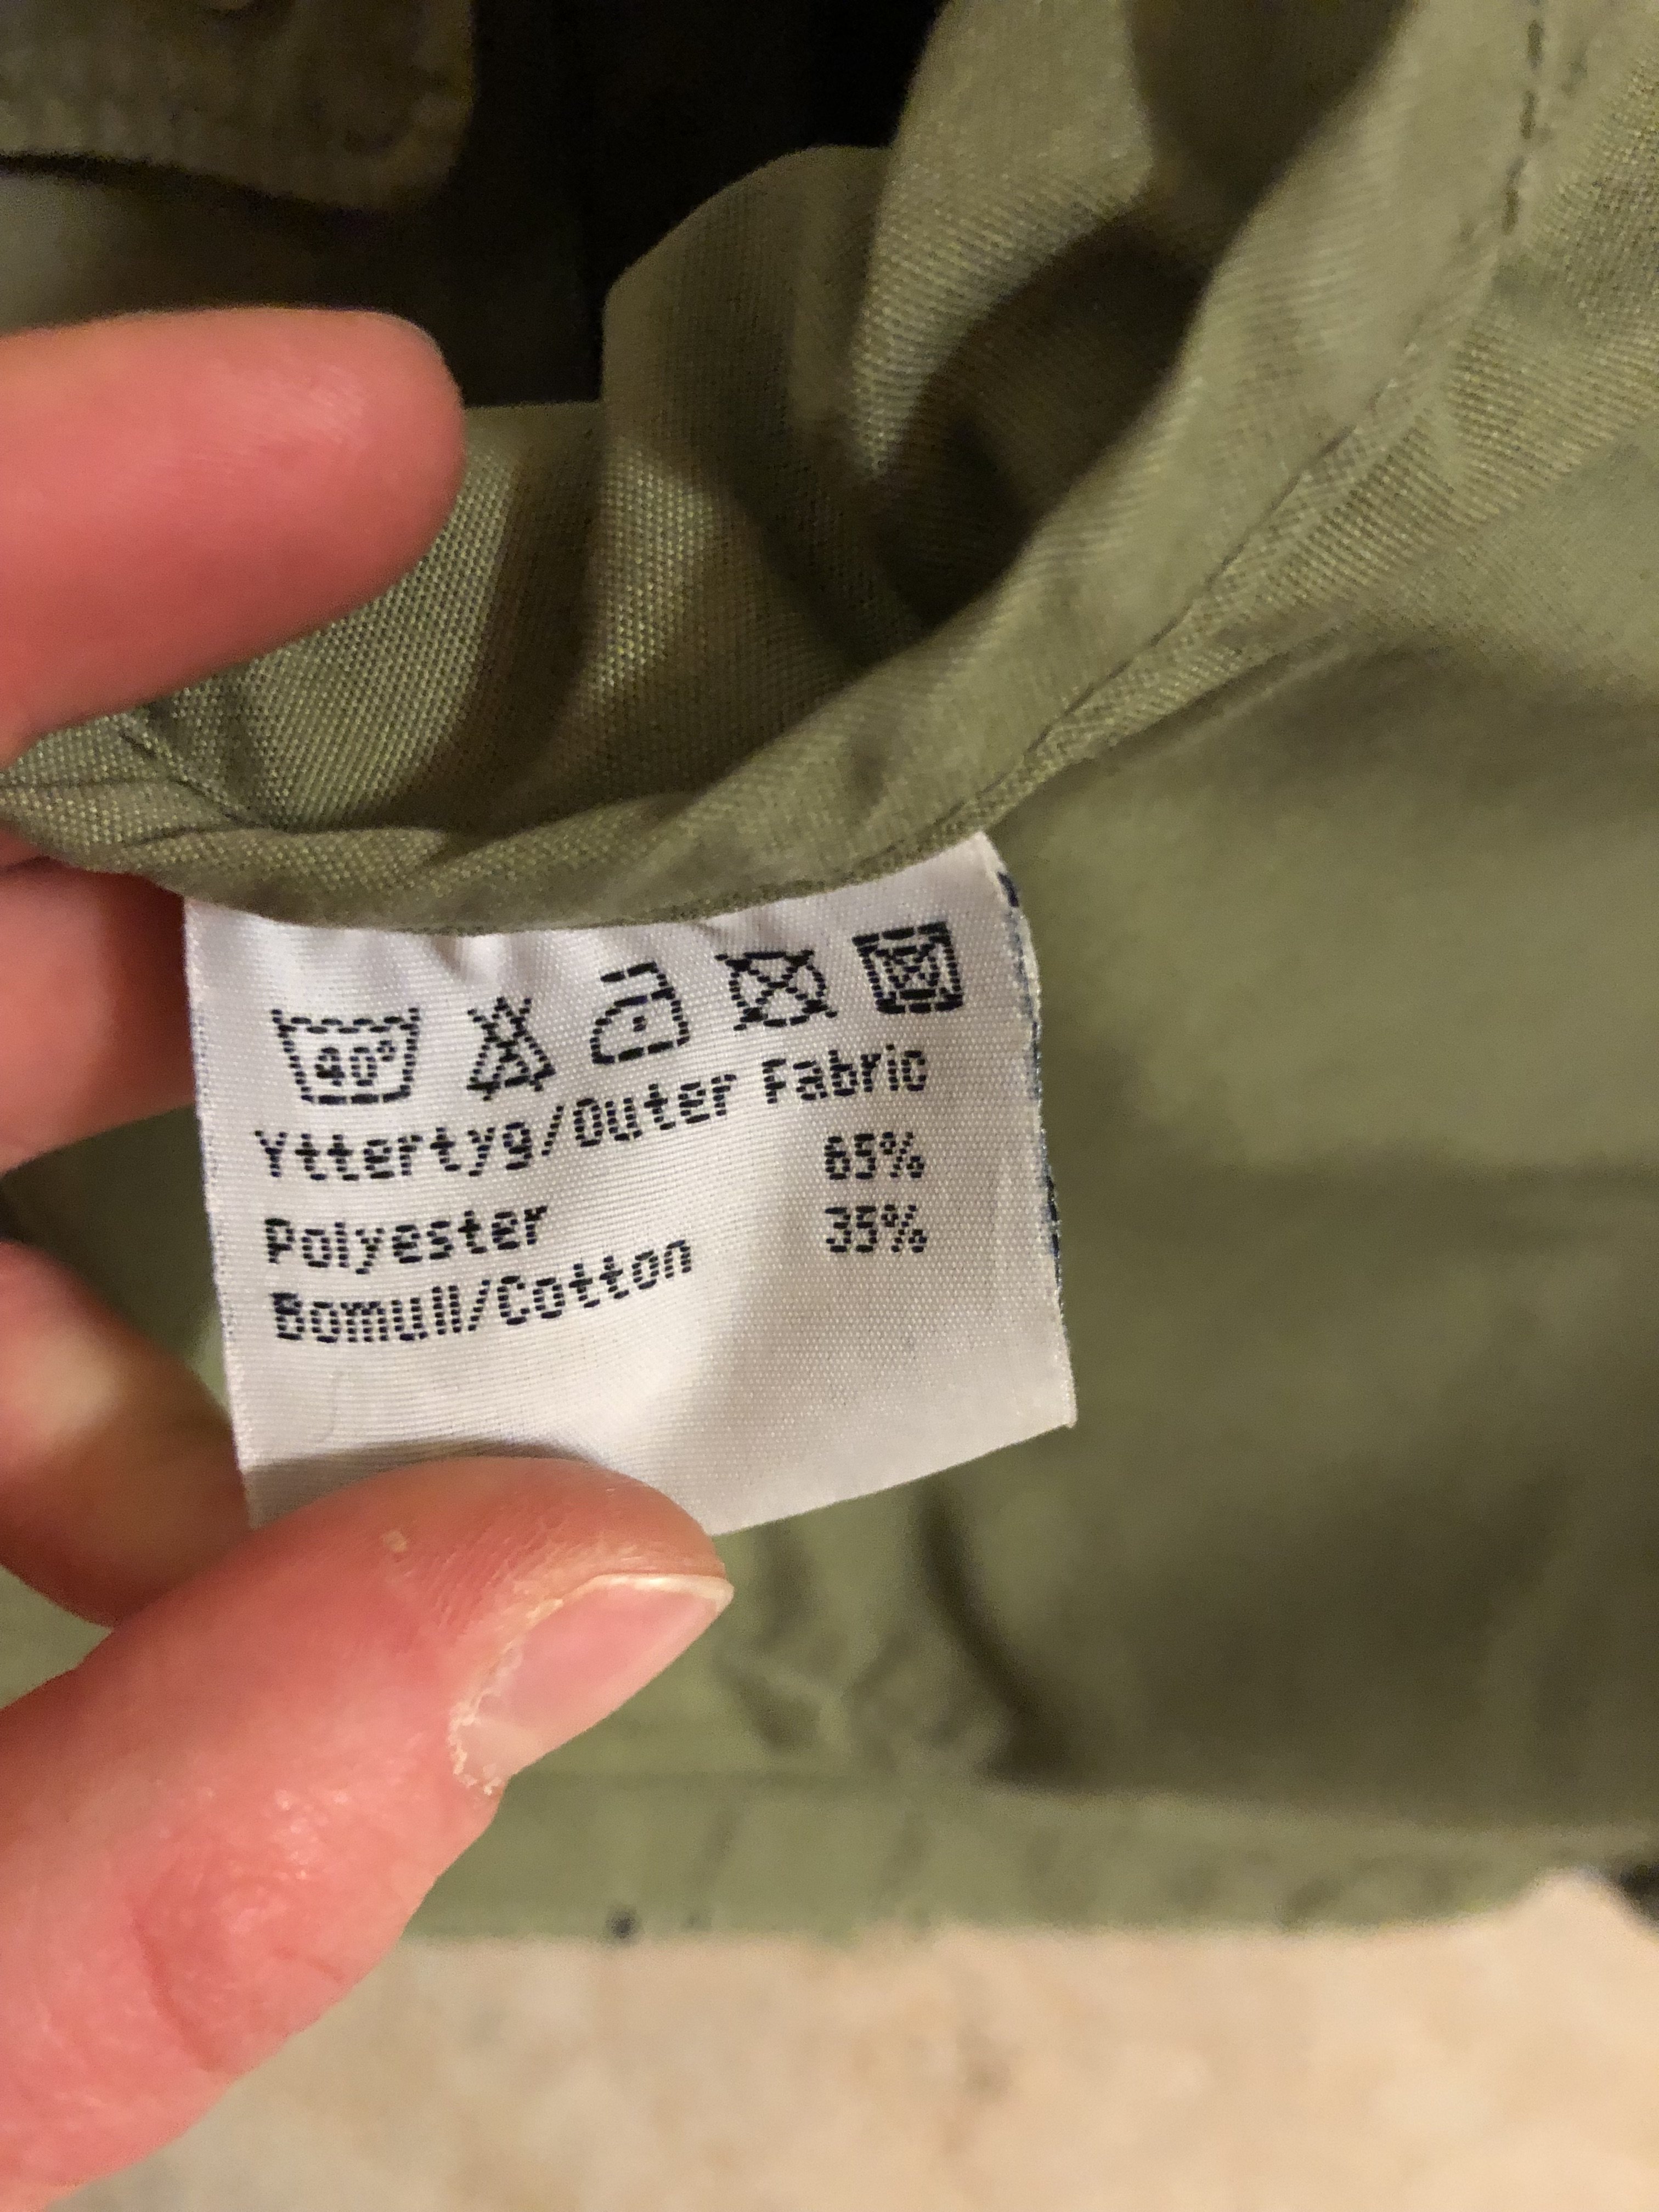 40°
Yttertyg/Outer Fabric
Polyester 65%
Bomull/Cotton 35%